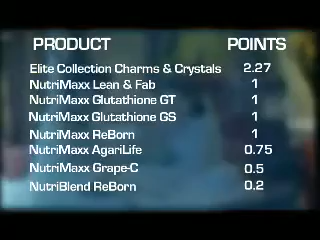 PRODUCT POINTS
Elite Collection Charms & Crystals 2.27
NutriMaxx Lean & Fab 1
NutriMaxx Glutathione GT 1
NutriMaxx Glutathione GS 1
NutriMaxx ReBorn 1
NutriMaxx AgariLife 0.75
NutriMaxx Grape-C 0.5
NutriBlend ReBorn 0.2